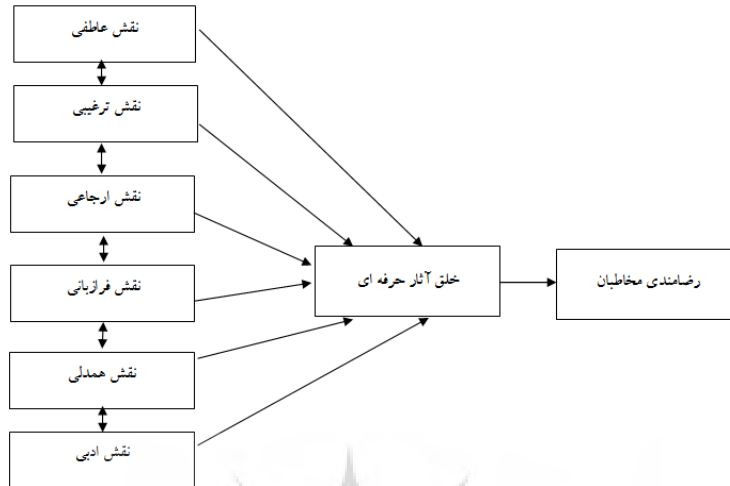 نقش عاطفی
نقش ترغیبی
نقش ارجاعی
نقش فرازبانی
نقش همدلی
نقش ادبی
خلق آثار حرفه ای
رضامندی مخاطبان